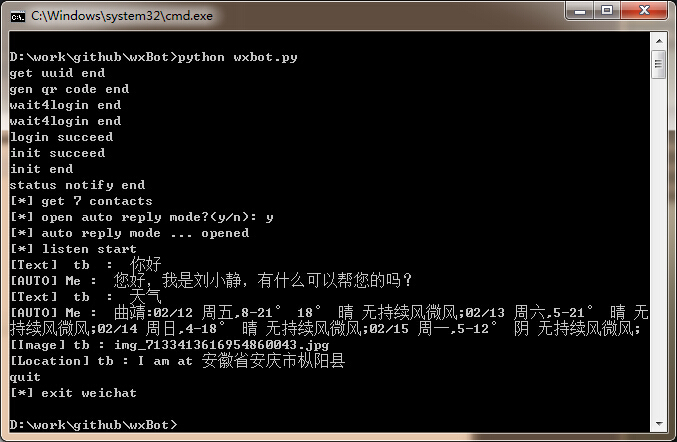 C:\Windows\system32\cmd.exe
D:\work\github\wxBot>python wxbot.py
get uuid end
gen qr code end
wait4login end
wait4login end
login succeed
init succeed
init end
status notify end
[*] get 7 contacts
[*] open auto reply mode?(y/n): y
[*] auto reply mode ... opened
[*] listen start
[Text]  tb  :  你好
[AUTO] Me :  您好，我是刘小静，有什么可以帮您的吗？
[Text]  tb  :  天气
[AUTO] Me :  曲靖:02/12 周五,8-21° 18° 晴 无持续风微风;02/13 周六,5-21° 晴 无
持续风微风;02/14 周日,4-18° 晴 无持续风微风;02/15 周一,5-12° 阴 无持续风微风;
[Image] tb : img_7133413616954860043.jpg
[Location] tb : I am at 安徽省安庆市枞阳县
quit
[*] exit weichat
D:\work\github\wxBot>